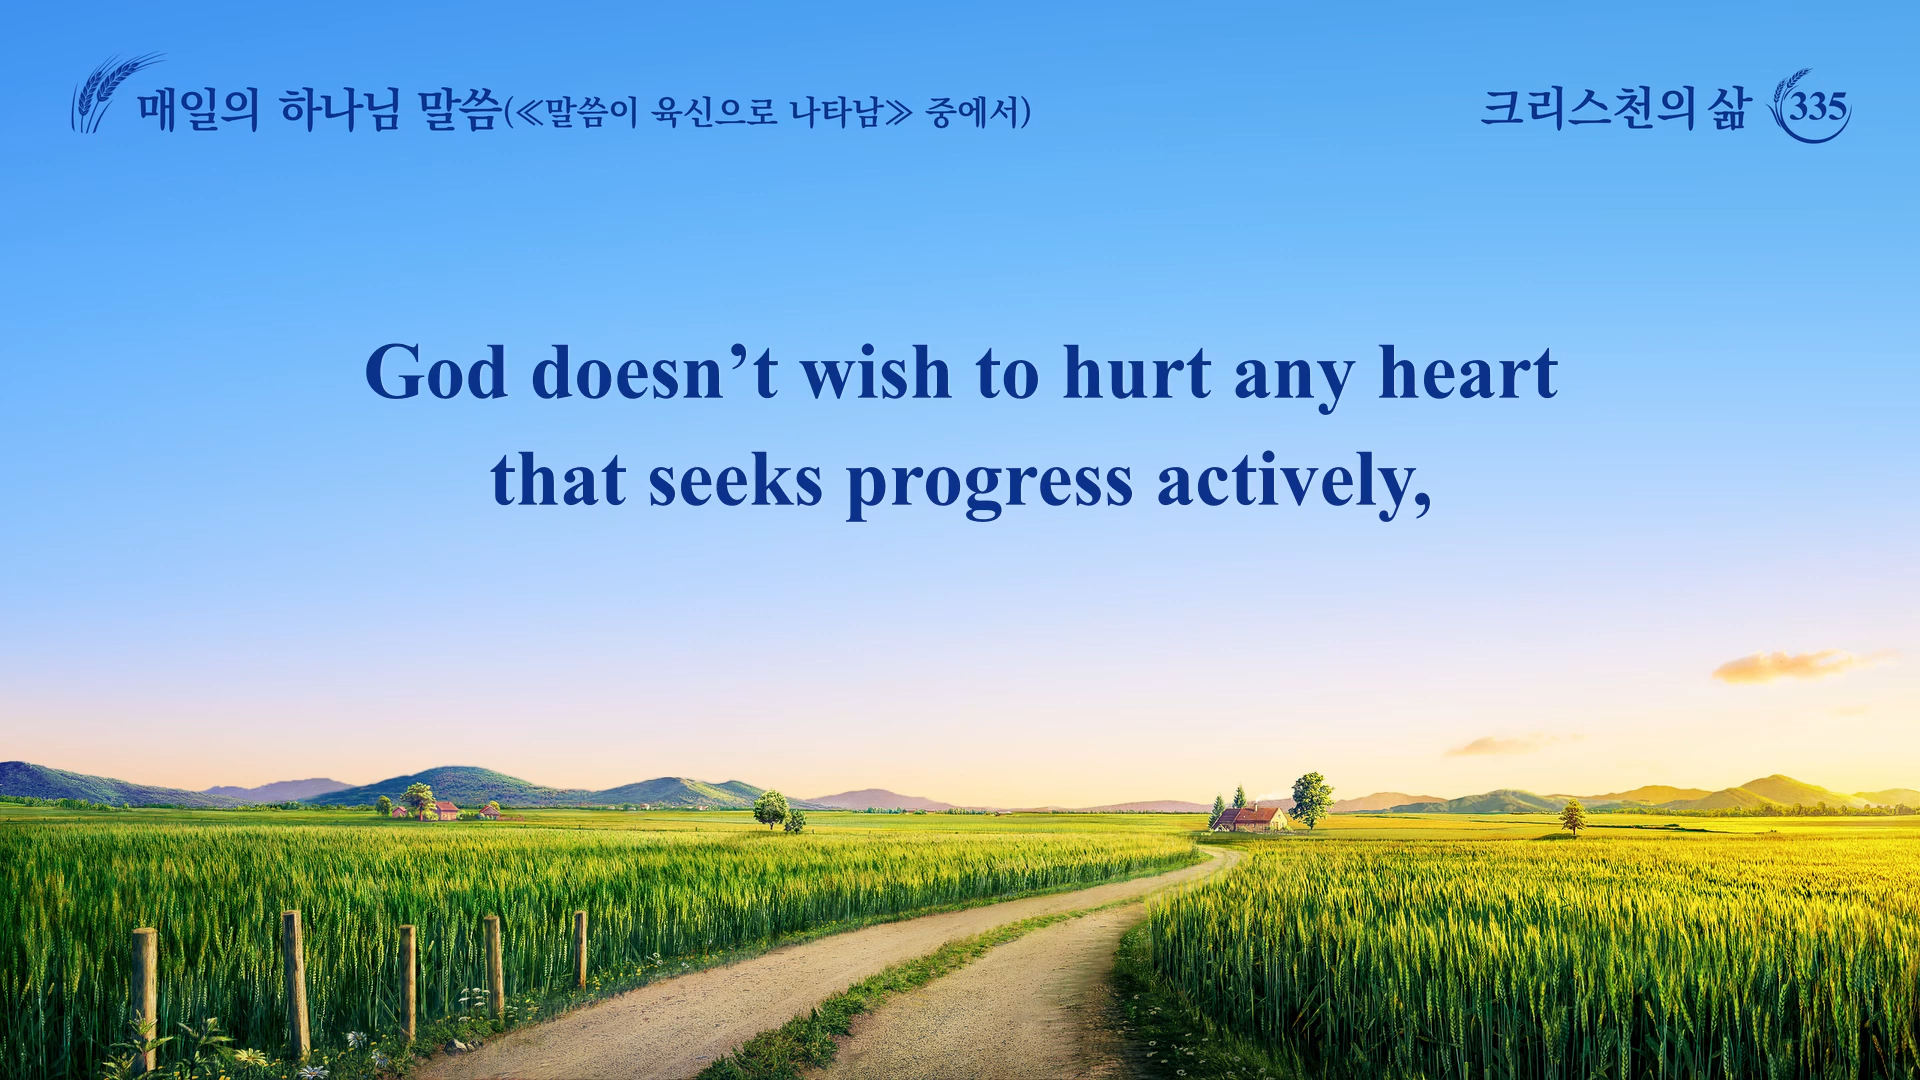 매일의 하나님 말씀(≪말씀이 육신으로 나타남≫ 중에서)
크리스천의 삶 335
God doesn’t wish to hurt any heart
that seeks progress actively,